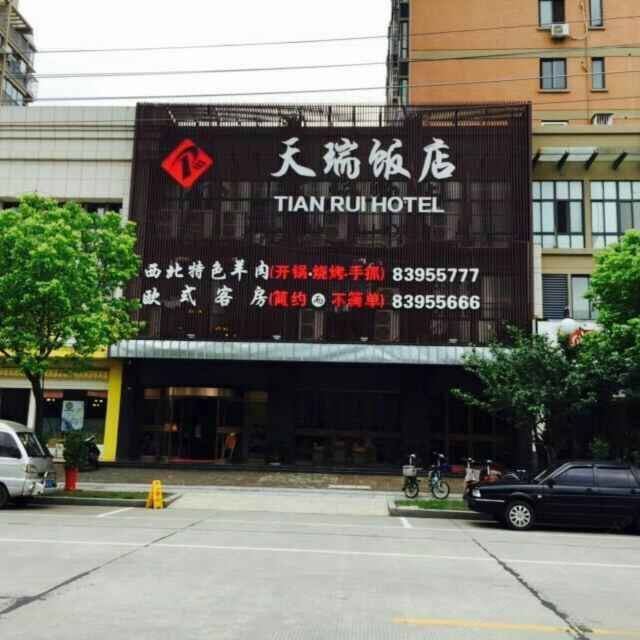 天瑞饭店
TIAN RUI HOTEL
西北特色羊肉(开锅·烧烤·手抓) 83955777
欧式客房(简约而不简单) 83955666